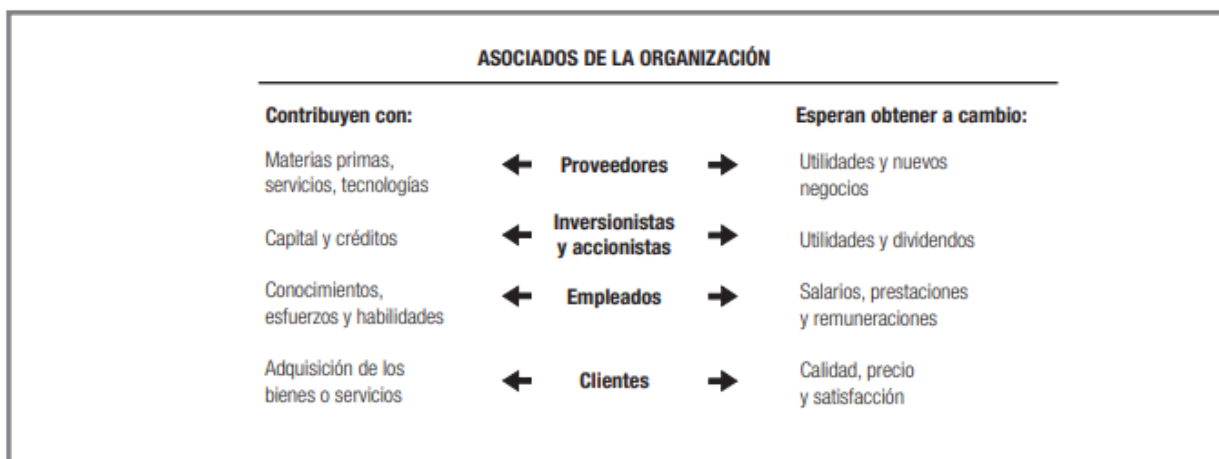 ASOCIADOS DE LA ORGANIZACIÓN
Contribuyen con:
Esperan obtener a cambio:
Materias primas,
servicios, tecnologías
Proveedores
Utilidades y nuevos
negocios
Capital y créditos
Inversionistas
y accionistas
Utilidades y dividendos
Conocimientos,
esfuerzos y habilidades
Empleados
Salarios, prestaciones
y remuneraciones
Adquisición de los
bienes o servicios
Clientes
Calidad, precio
y satisfacción